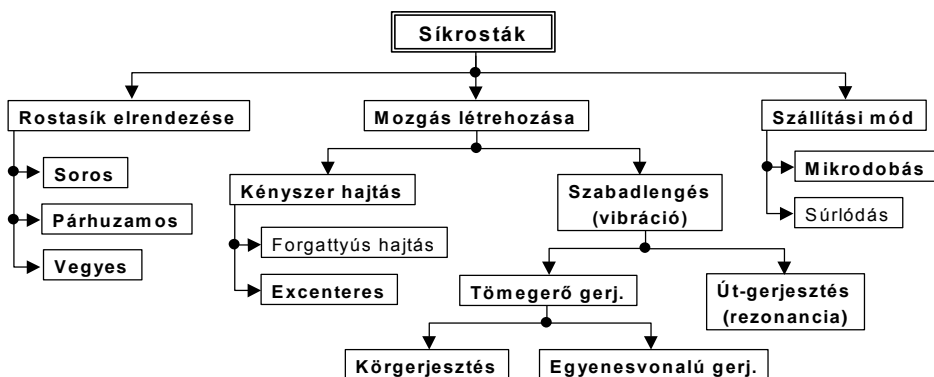 Síkrosták
Rostasík elrendezése
Mozgás létrehozása
Szállítási mód
Soros
Párhuzamos
Vegyes
Kényszer hajtás
Forgattyús hajtás
Excenteres
Szabadlengés
(vibráció)
Tömegerő gerj.
Út-gerjesztés
(rezonancia)
Körgerjesztés
Egyenesvonalú gerj.
Mikrodobás
Súrlódás